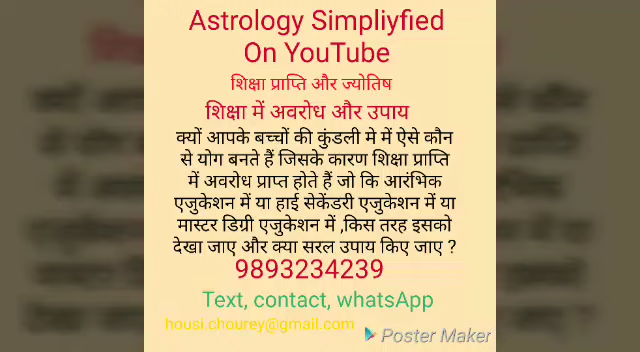 Astrology Simpliyfied
On YouTube
शिक्षा प्राप्ति और ज्योतिष
शिक्षा में अवरोध और उपाय
क्यों आपके बच्चों की कुंडली मे में ऐसे कौन
से योग बनते हैं जिसके कारण शिक्षा प्राप्ति
में अवरोध प्राप्त होते हैं जो कि आरंभिक
एजुकेशन में या हाई सेकेंडरी एजुकेशन में या
मास्टर डिग्री एजुकेशन में ,किस तरह इसको
देखा जाए और क्या सरल उपाय किए जाए ?
9893234239
Text, contact, whatsApp
housi.chourey@gmail.com
Poster Maker